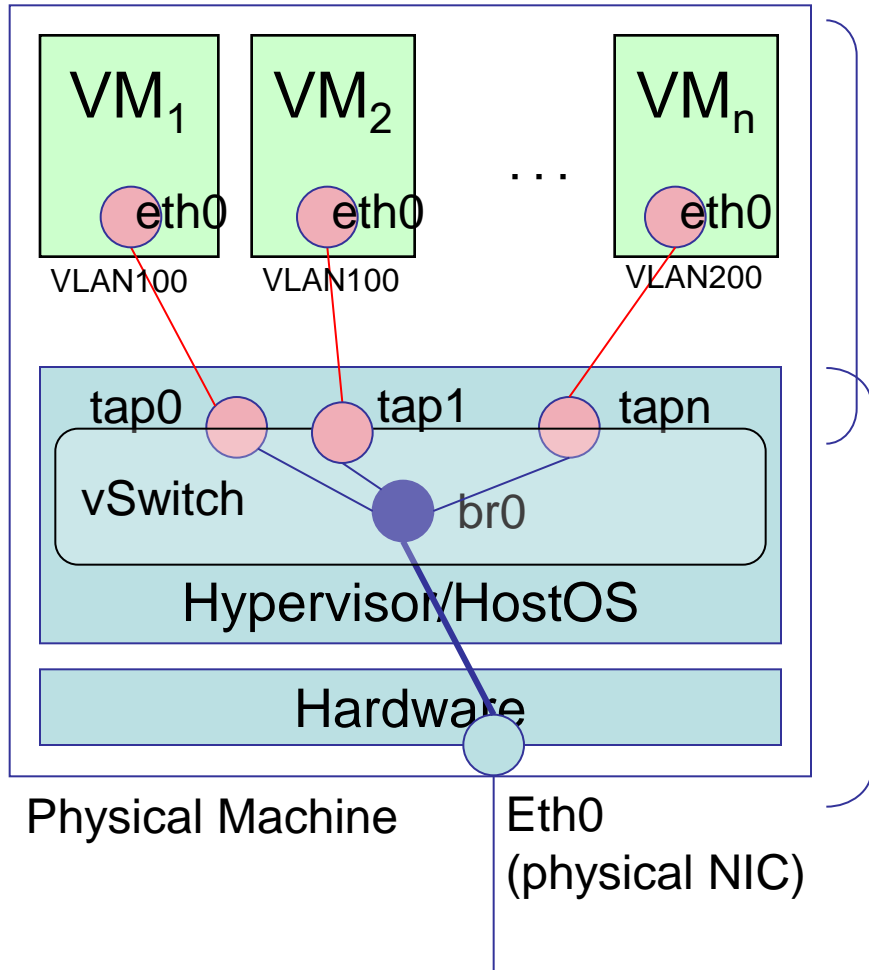 VM1 VM2 VMn
. . .
eth0 eth0 eth0
VLAN100 VLAN100 VLAN200
tap0 tap1 tapn
vSwitch br0
Hypervisor/HostOS
Hardware
Physical Machine Eth0
(physical NIC)